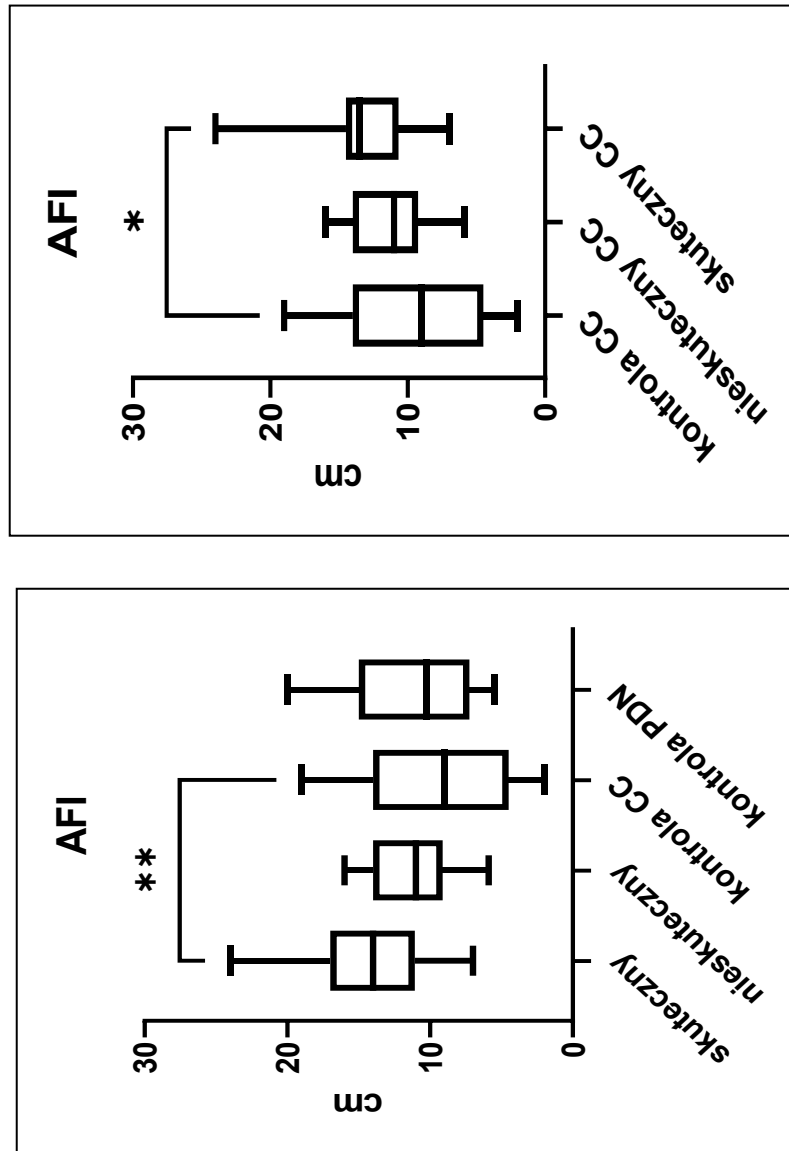 AFI
*
30
20
10
0
cm
kontrola CC
nieskuteczny CC
skuteczny CC
AFI
**
30
20
10
0
cm
skuteczny
nieskuteczny
kontrola CC
kontrola PDN